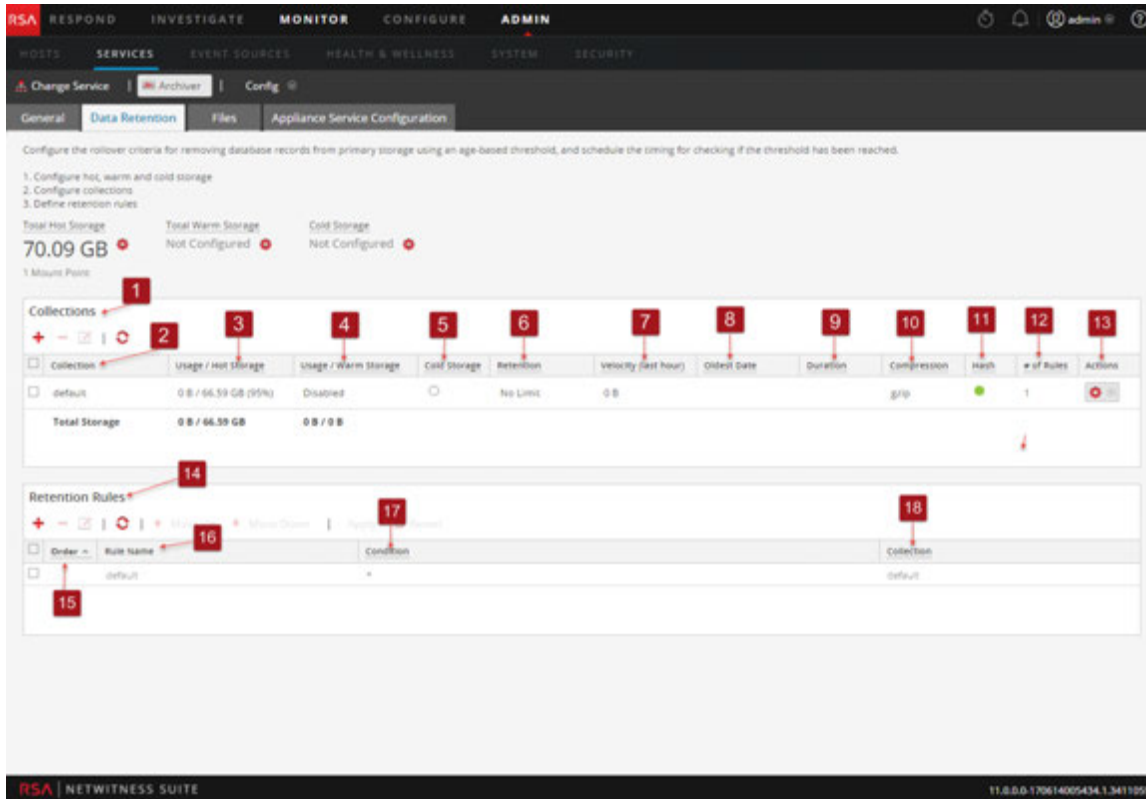 RSA RESPOND INVESTIGATE MONITOR CONFIGURE ADMIN admin
HOSTS SERVICES EVENT SOURCES HEALTH & WELLNESS SYSTEM SECURITY
Change Service | Archiver | Config
General Data Retention Files Appliance Service Configuration
Configure the rollover criteria for removing database records from primary storage using an age-based threshold, and schedule the timing for checking if the threshold has been reached.
1. Configure hot, warm and cold storage
2. Configure collections
3. Define retention rules
Total Hot Storage Total Warm Storage Cold Storage
70.09 GB Not Configured Not Configured
1 Mount Point
1
Collections
2 3 4 5 6 7 8 9 10 11 12 13
Collection Usage / Hot Storage Usage / Warm Storage Cold Storage Retention Velocity (last hour) Oldest Date Duration Compression Hash # of Rules Actions
default 0 B / 66.59 GB (95%) Disabled No Limit 0 B gzip 1
Total Storage 0 B / 66.59 GB 0 B / 0 B
14
Retention Rules
16 17 18
Order Rule Name Condition Collection
default * default
15
RSA | NETWITNESS SUITE 11.0.0.0-170614005434.1.341109